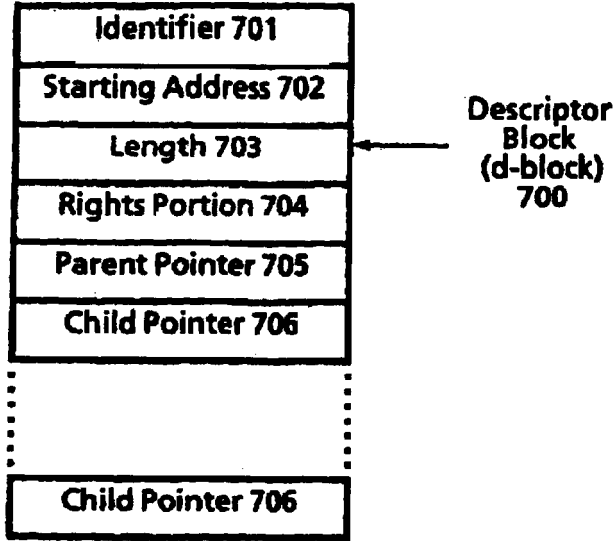 Identifier 701
Starting Address 702
Length 703
Rights Portion 704
Parent Pointer 705
Child Pointer 706
Child Pointer 706
Descriptor
Block
(d-block)
700